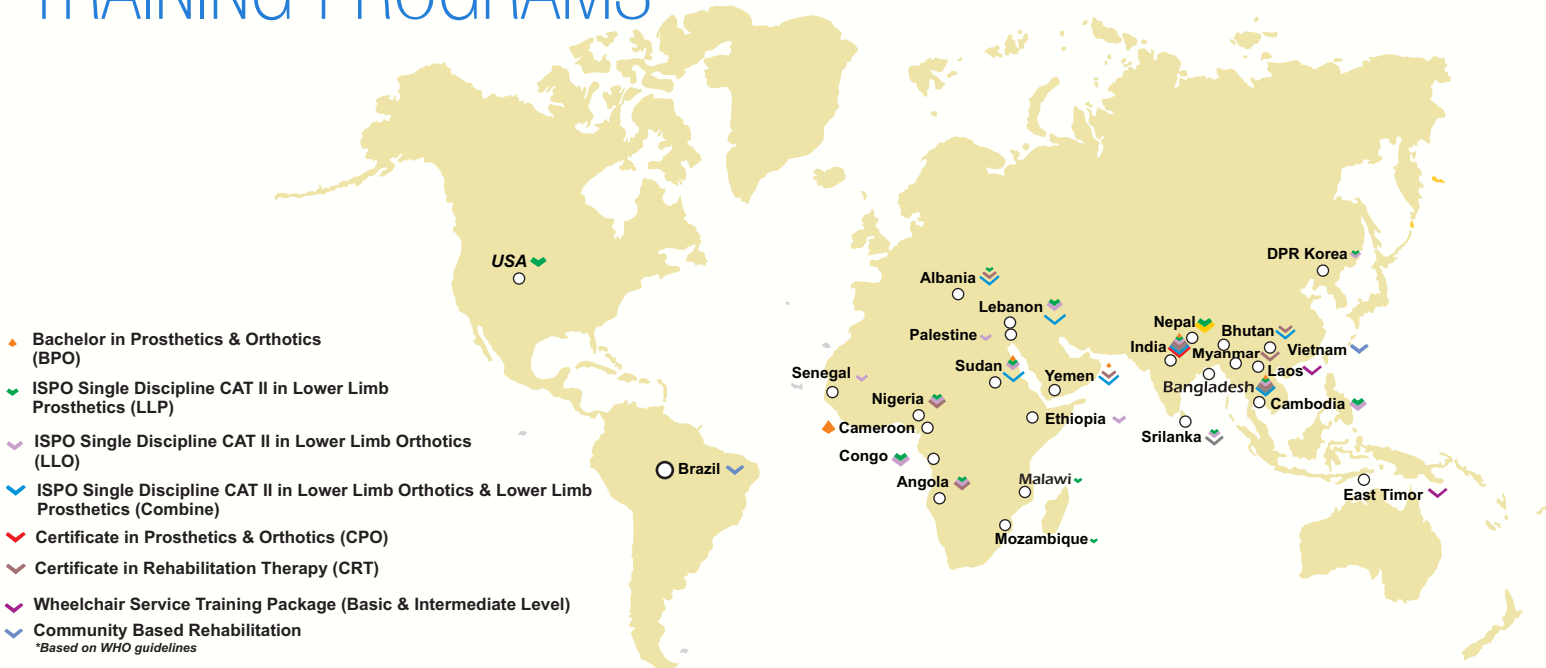 TRAINING PROGRAMS
USA
Albania
DPR Korea
Lebanon
Palestine
Nepal
Bhutan
India
Myanmar
Vietnam
Laos
Senegal
Sudan
Yemen
Bangladesh
Nigeria
Cambodia
Cameroon
Ethiopia
Srilanka
Congo
Brazil
Angola
Malawi
East Timor
Mozambique
Bachelor in Prosthetics & Orthotics
(BPO)
ISPO Single Discipline CAT II in Lower Limb
Prosthetics (LLP)
ISPO Single Discipline CAT II in Lower Limb Orthotics
(LLO)
ISPO Single Discipline CAT II in Lower Limb Orthotics & Lower Limb
Prosthetics (Combine)
Certificate in Prosthetics & Orthotics (CPO)
Certificate in Rehabilitation Therapy (CRT)
Wheelchair Service Training Package (Basic & Intermediate Level)
Community Based Rehabilitation
*Based on WHO guidelines